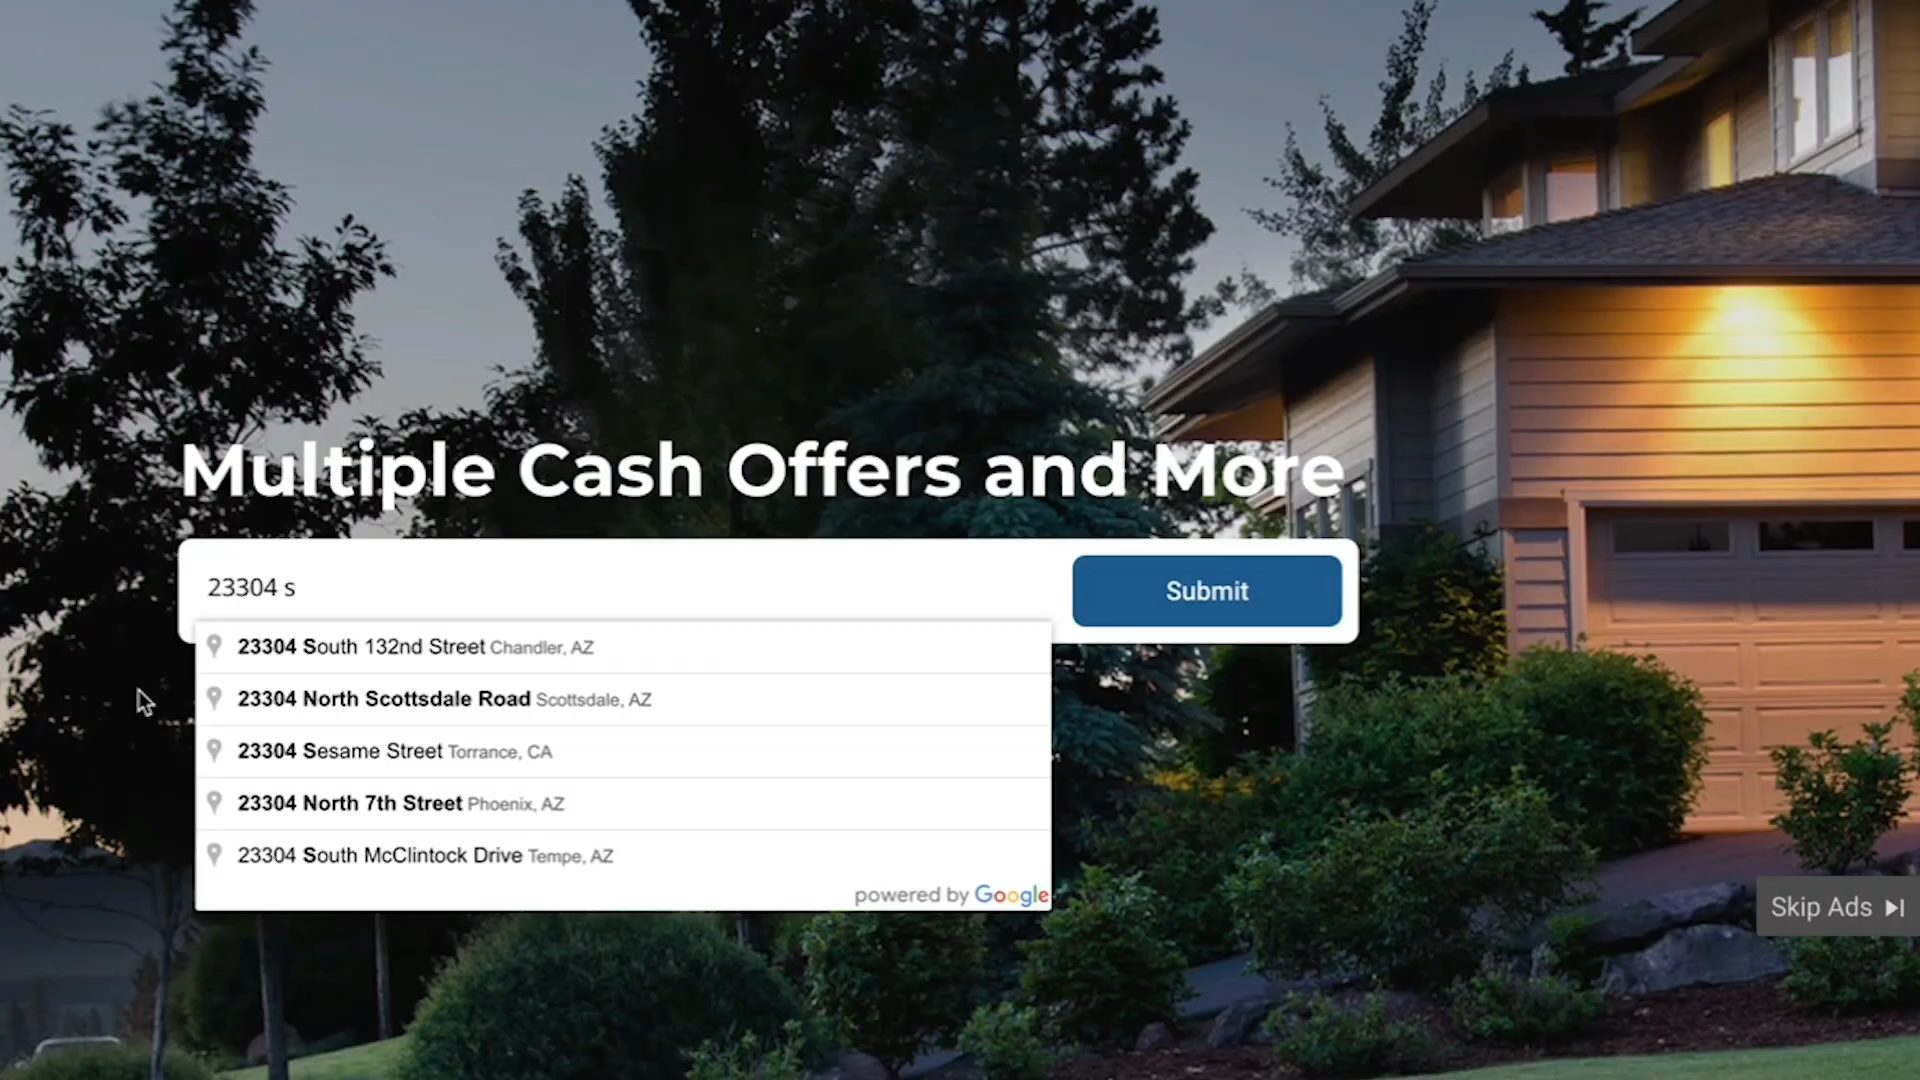 Multiple Cash Offers and More
23304 s
Submit
23304 South 132nd Street Chandler, AZ
23304 North Scottsdale Road Scottsdale, AZ
23304 Sesame Street Torrance, CA
23304 North 7th Street Phoenix, AZ
23304 South McClintock Drive Tempe, AZ
powered by Google
Skip Ads